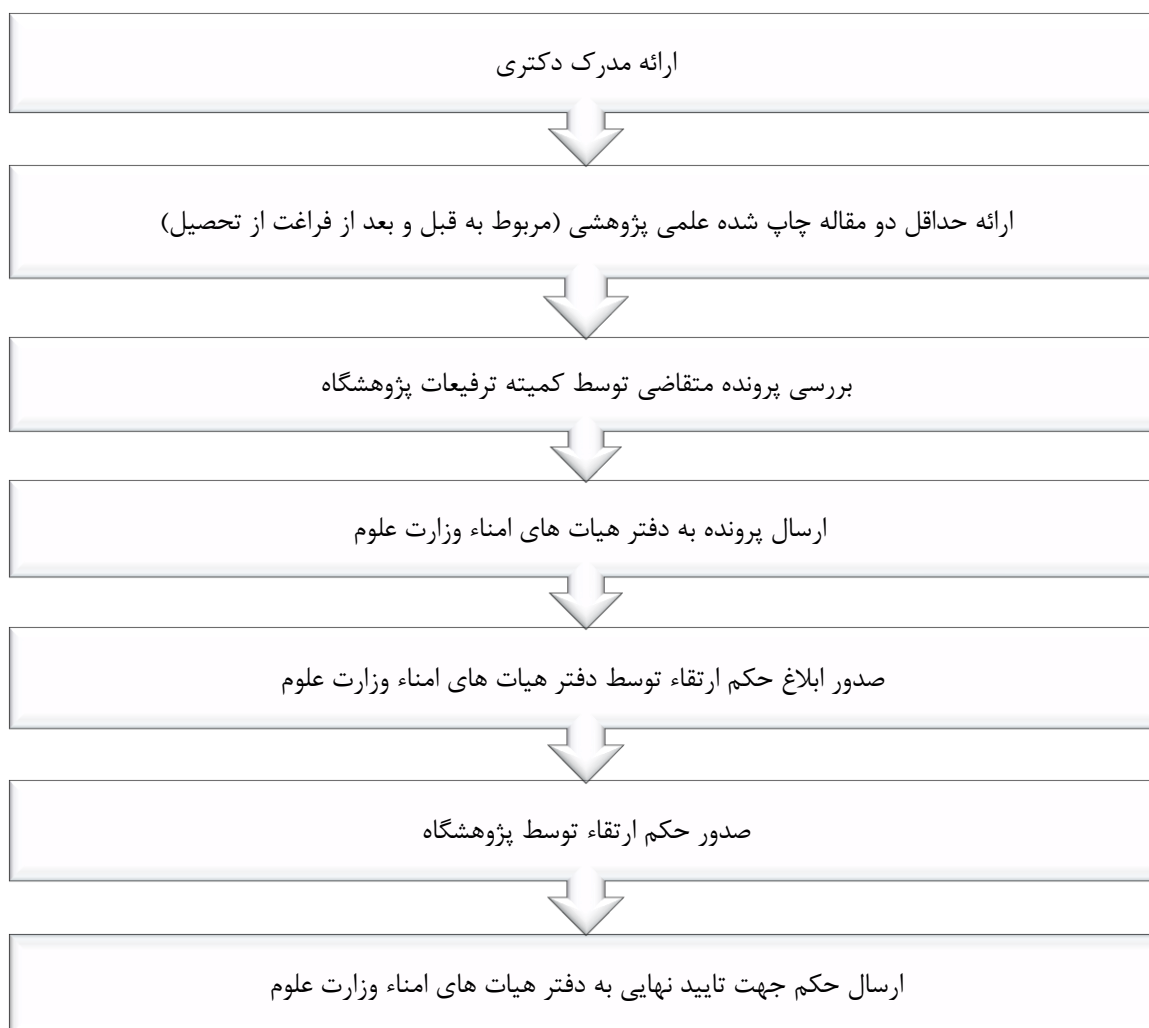 ارائه مدرک دکتری
ارائه حداقل دو مقاله چاپ شده علمی پژوهشی (مربوط به قبل و بعد از فراغت از تحصیل)
بررسی پرونده متقاضی توسط کمیته ترفیعات پژوهشگاه
ارسال پرونده به دفتر هیات های امناء وزارت علوم
صدور ابلاغ حکم ارتقاء توسط دفتر هیات های امناء وزارت علوم
صدور حکم ارتقاء توسط پژوهشگاه
ارسال حکم جهت تایید نهایی به دفتر هیات های امناء وزارت علوم